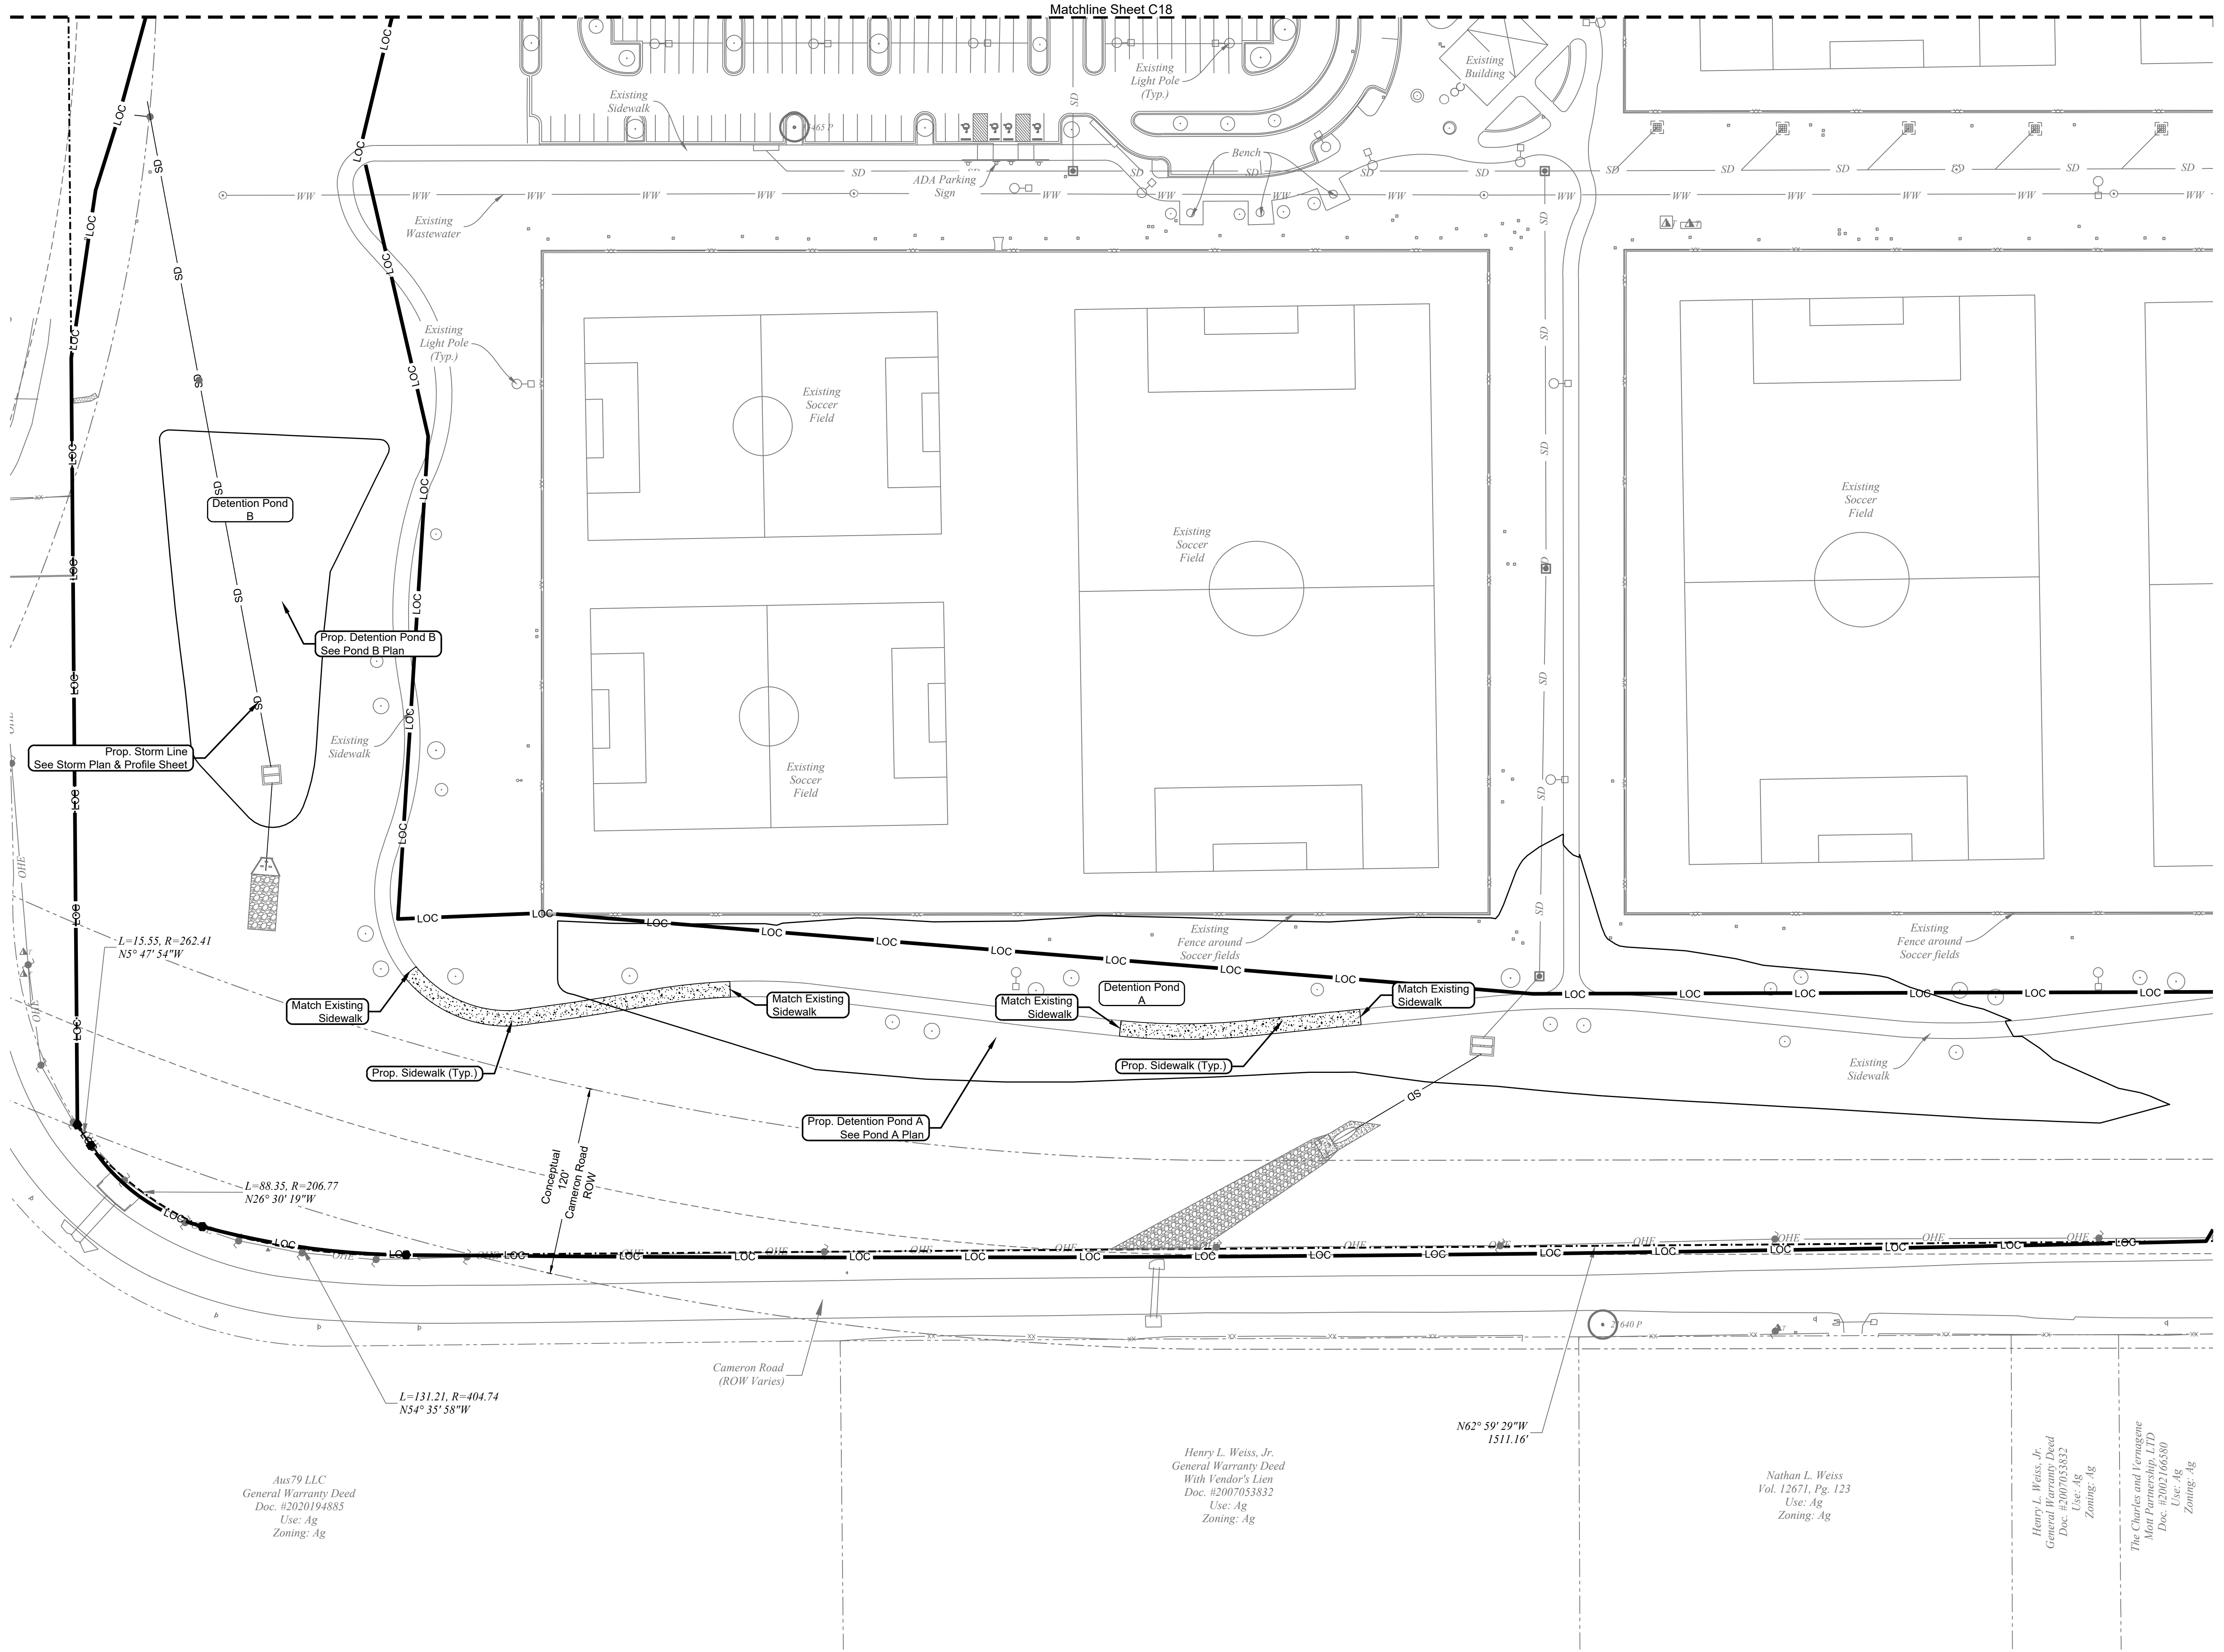 Matchline Sheet C18
Existing
Building
Existing
Light Pole
(Typ.)
Existing
Sidewalk
Bench
ADA Parking
Sign
Existing
Wastewater
Existing
Light Pole
(Typ.)
Existing
Soccer
Field
Existing
Soccer
Field
Existing
Soccer
Field
Detention Pond
B
Prop. Detention Pond B
See Pond B Plan
Existing
Sidewalk
Prop. Storm Line
See Storm Plan & Profile Sheet
Existing
Soccer
Field
L=15.55, R=262.41
N5° 47' 54"W
Existing
Fence around
Soccer fields
Existing
Fence around
Soccer fields
Match Existing
Sidewalk
Match Existing
Sidewalk
Match Existing
Sidewalk
Detention Pond
A
Match Existing
Sidewalk
Prop. Sidewalk (Typ.)
Prop. Sidewalk (Typ.)
Existing
Sidewalk
Prop. Detention Pond A
See Pond A Plan
Conceptual
120'
Cameron Road
ROW
L=88.35, R=206.77
N26° 30' 19"W
Cameron Road
(ROW Varies)
L=131.21, R=404.74
N54° 35' 58"W
N62° 59' 29"W
1511.16'
Aus79 LLC
General Warranty Deed
Doc. #2020194885
Use: Ag
Zoning: Ag
Henry L. Weiss, Jr.
General Warranty Deed
With Vendor's Lien
Doc. #2007053832
Use: Ag
Zoning: Ag
Nathan L. Weiss
Vol. 12671, Pg. 123
Use: Ag
Zoning: Ag
Henry L. Weiss, Jr.
General Warranty Deed
Doc. #2007053832
Use: Ag
Zoning: Ag
The Charles and Vernagene
Mott Partnership, LTD
Doc. #2002166580
Use: Ag
Zoning: Ag
LOC
SD
WW
OHE